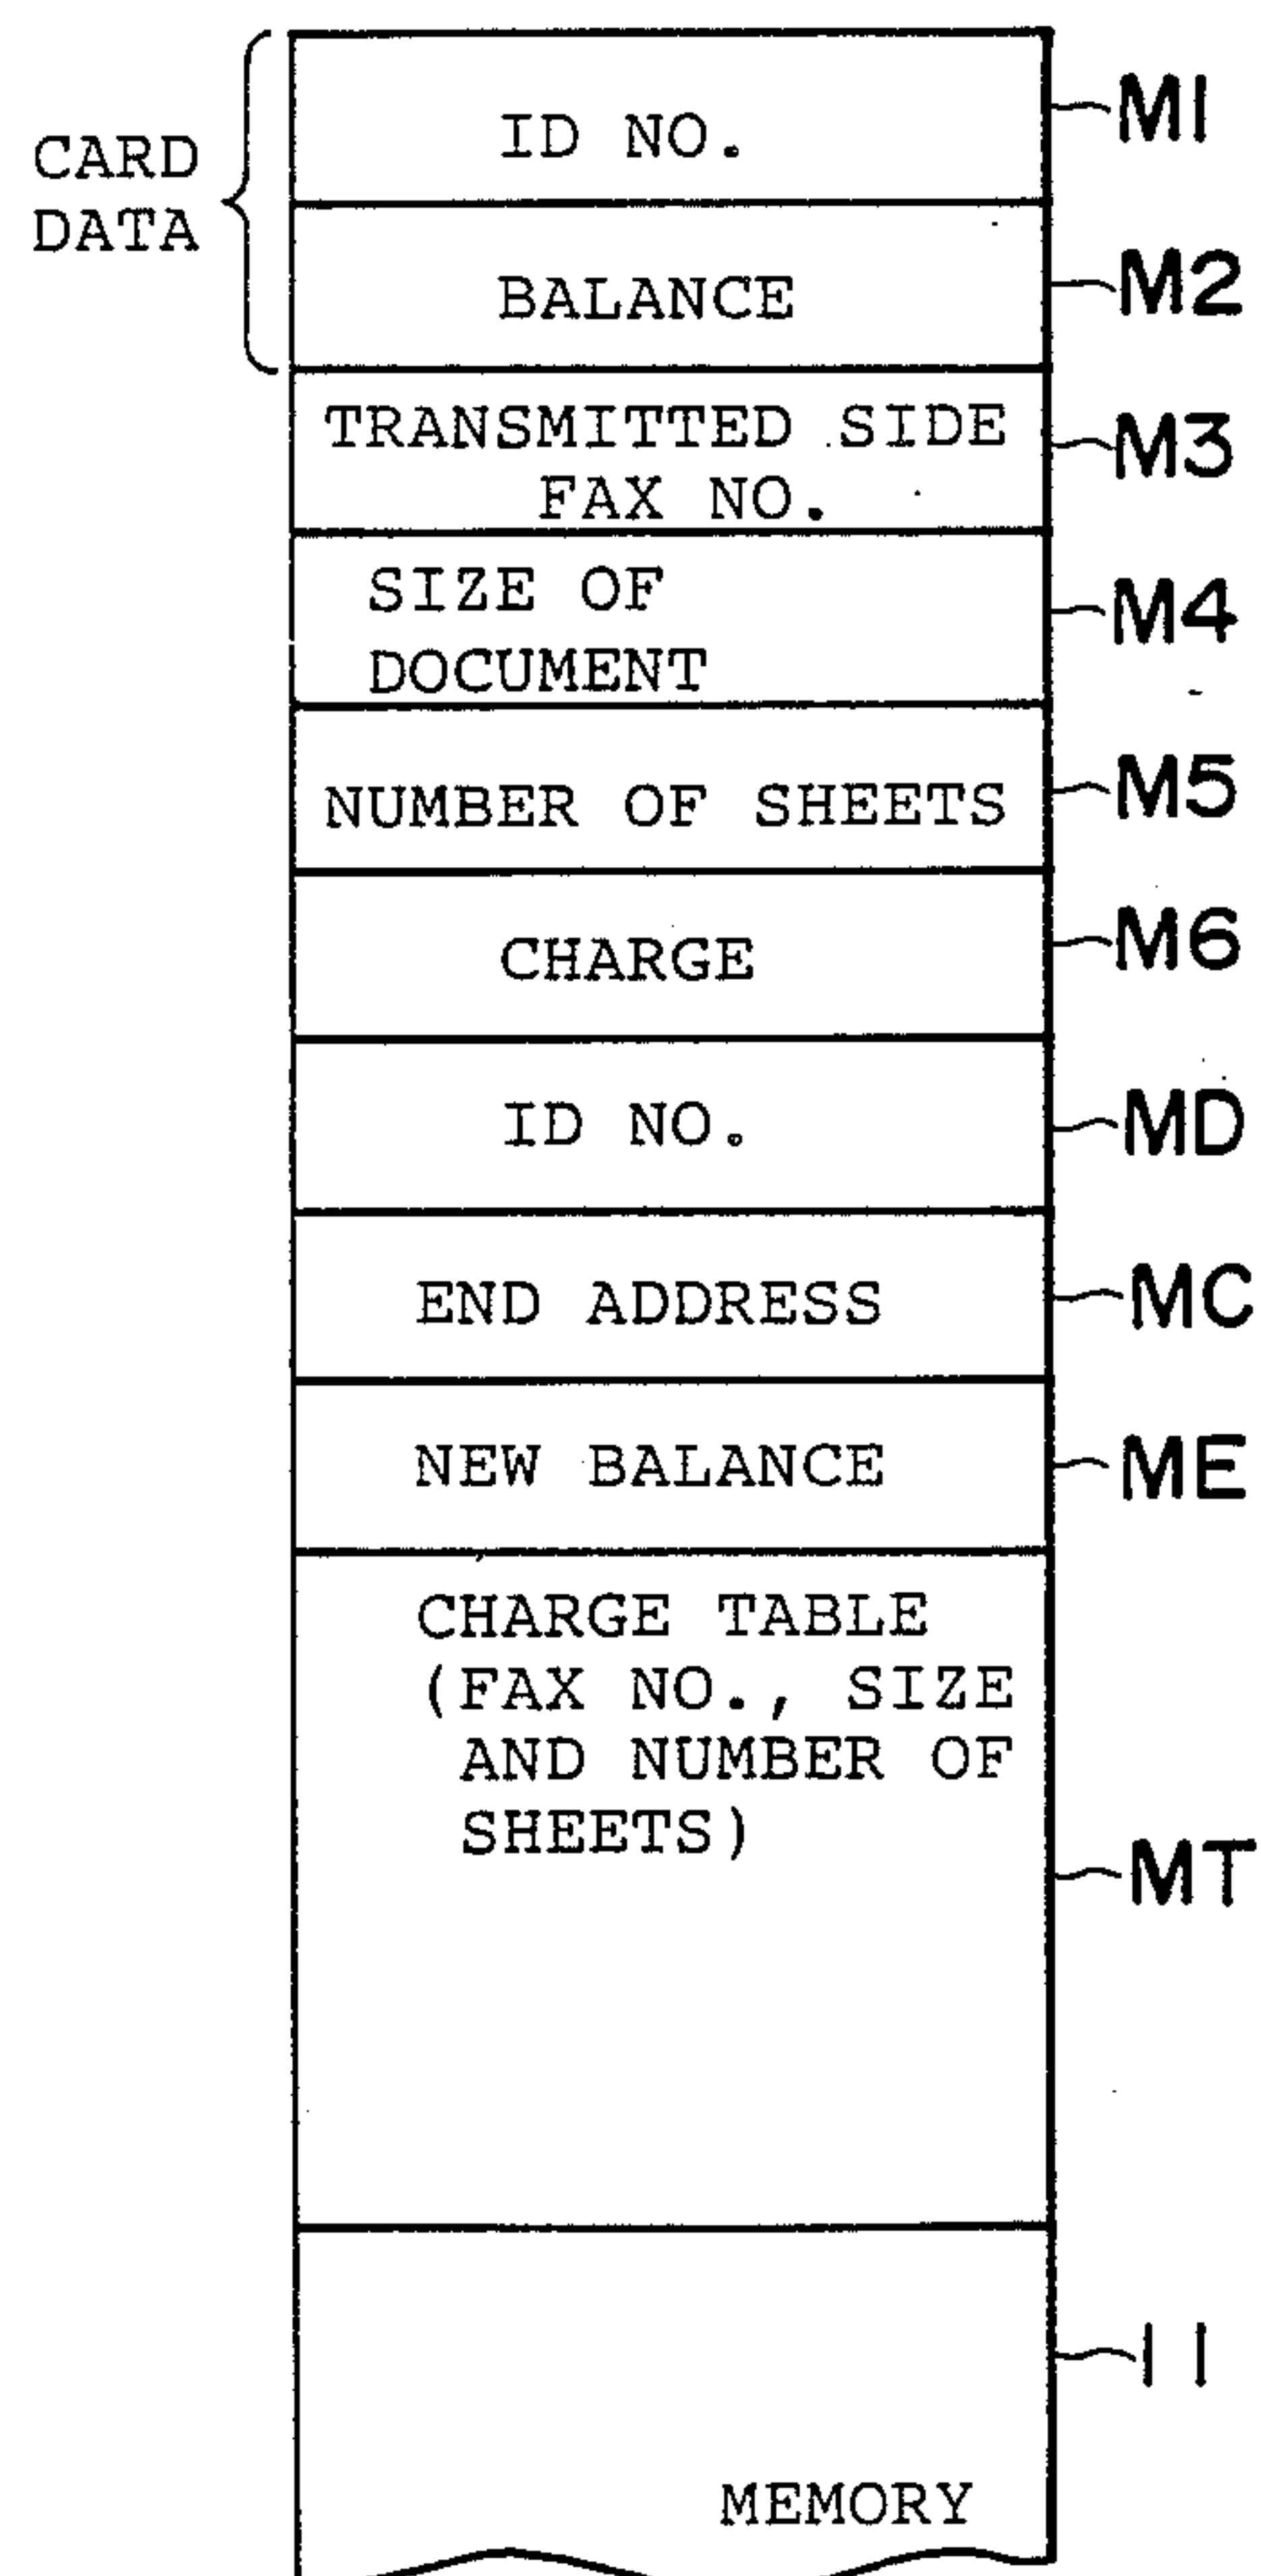 CARD
DATA
ID NO.
M1
BALANCE
M2
TRANSMITTED SIDE
FAX NO.
M3
SIZE OF
DOCUMENT
M4
NUMBER OF SHEETS
M5
CHARGE
M6
ID NO.
MD
END ADDRESS
MC
NEW BALANCE
ME
CHARGE TABLE
(FAX NO., SIZE
AND NUMBER OF
SHEETS)
MT
11
MEMORY